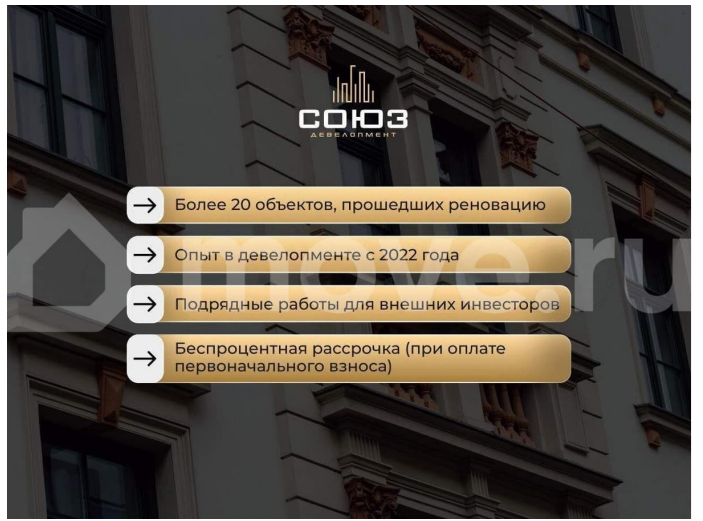 СОЮЗ
ДЕВЕЛОПМЕНТ
Более 20 объектов, прошедших реновацию
Опыт в девелопменте с 2022 года
move.ru
Подрядные работы для внешних инвесторов
Беспроцентная рассрочка (при оплате
первоначального взноса)